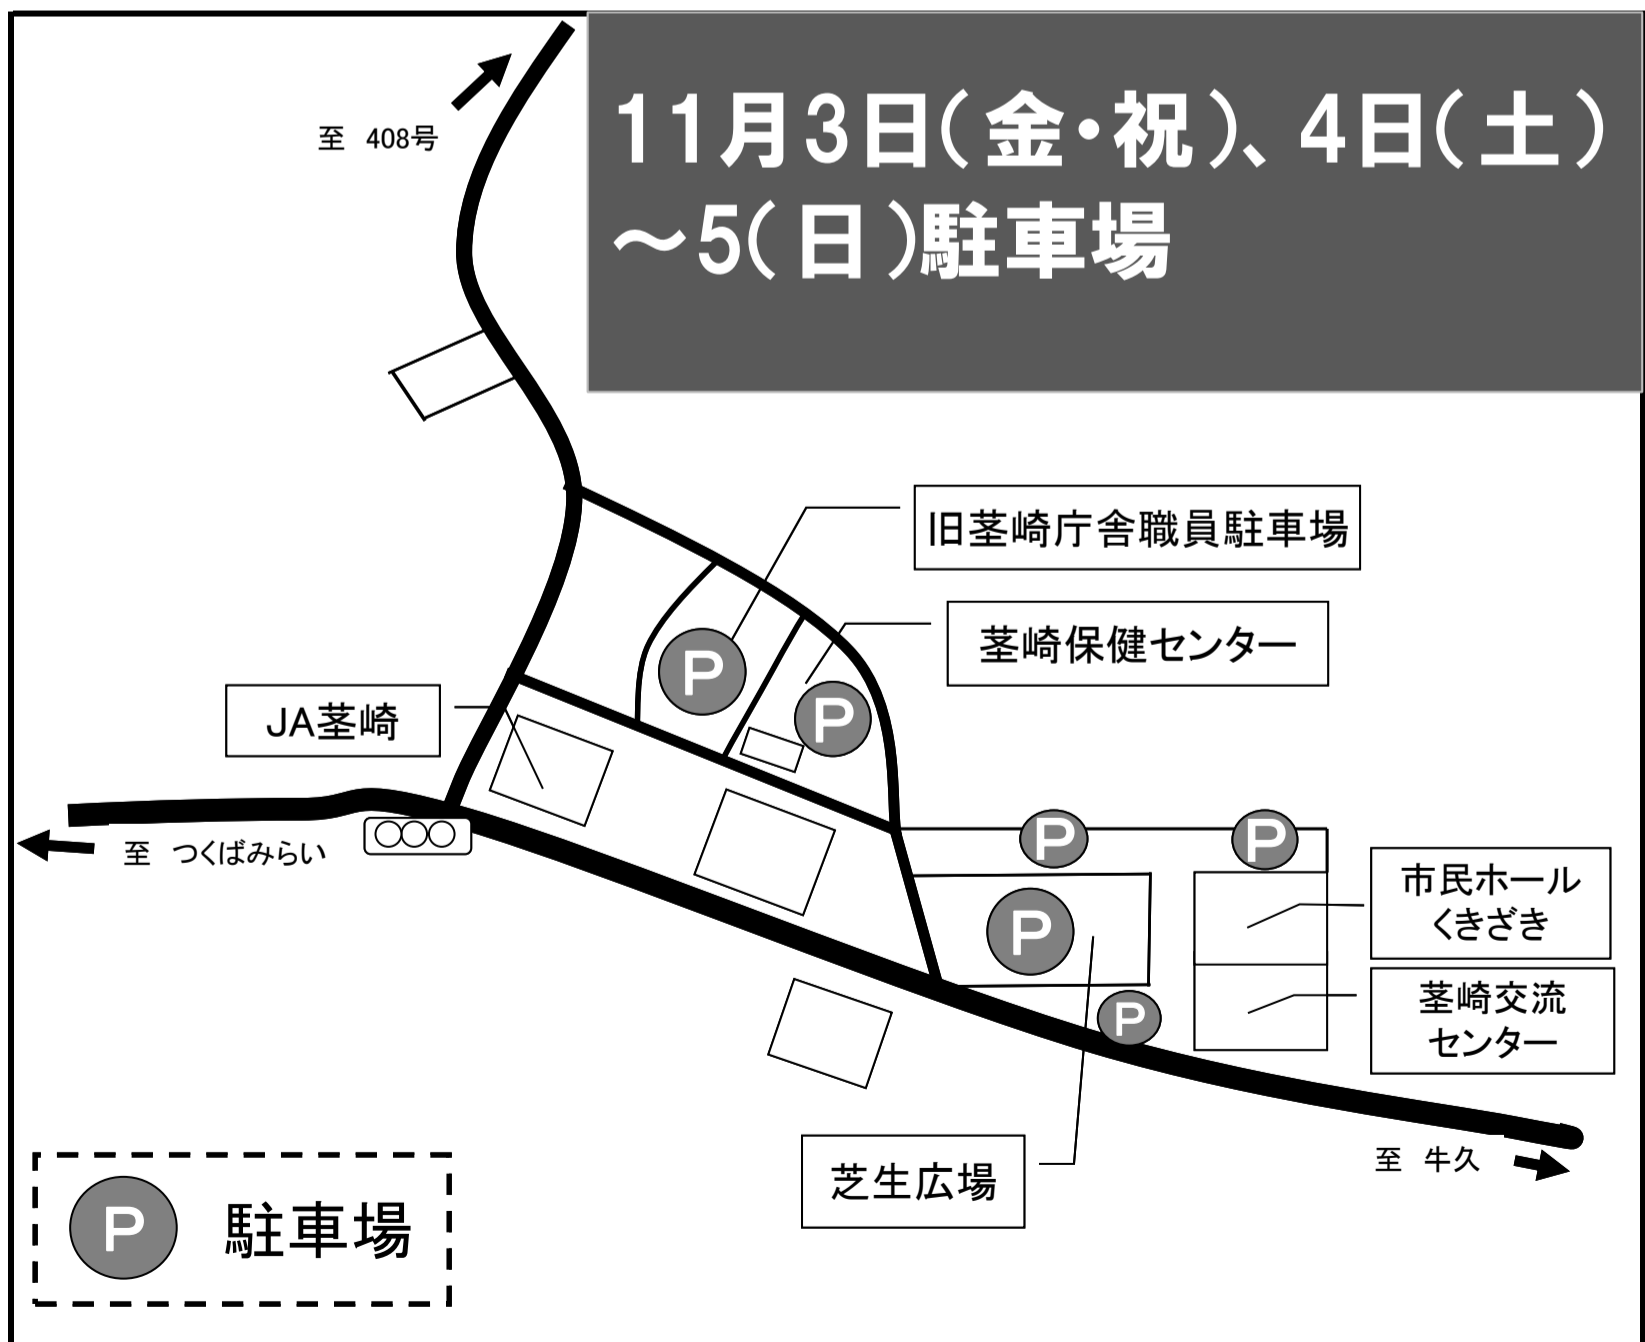 11月3日(金・祝)、4日(土)
～5(日)駐車場
至 408号
旧茎崎庁舎職員駐車場
茎崎保健センター
P
P
JA茎崎
至 つくばみらい
P
P
P
市民ホール
くきざき
茎崎交流
センター
P
芝生広場
至 牛久
P 駐車場